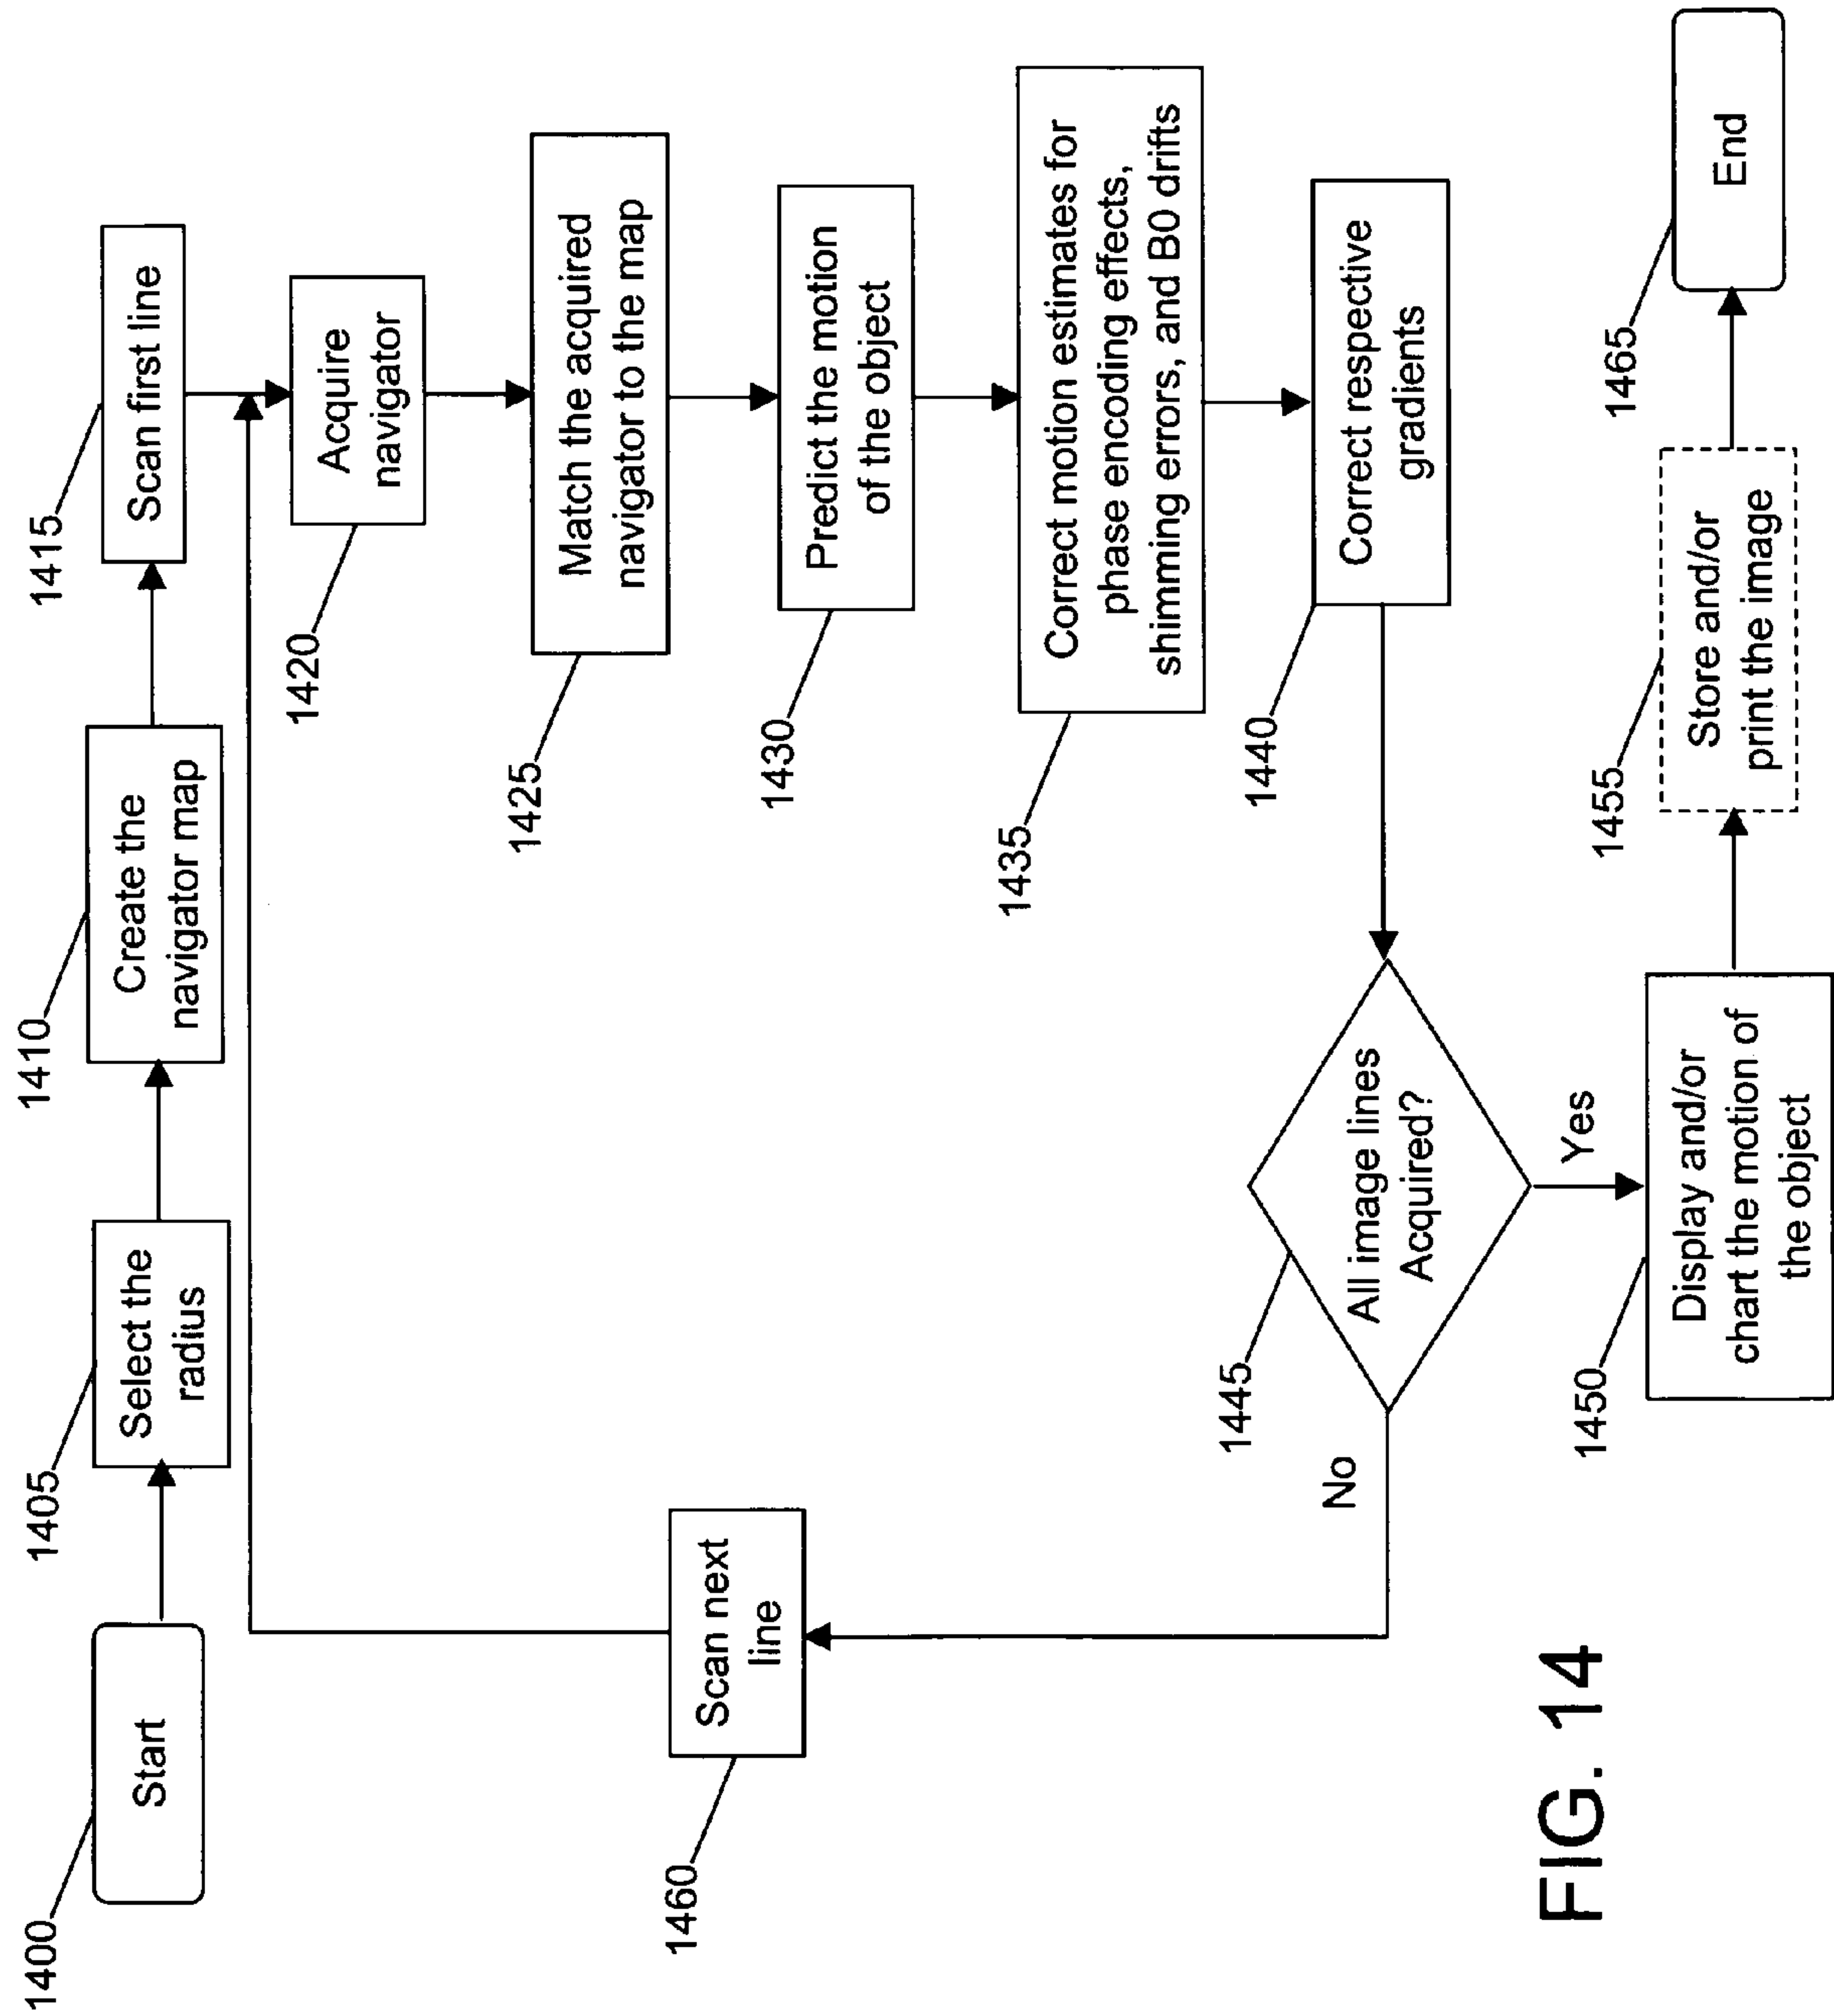 1400
Start
1405
Select the
radius
1410
Create the
navigator map
1415
Scan first line
1420
Acquire
navigator
1425
Match the acquired
navigator to the map
1430
Predict the motion
of the object
1435
Correct motion estimates for
phase encoding effects,
shimming errors, and B0 drifts
1440
Correct respective
gradients
1445
All image lines
Acquired?
No
Yes
1460
Scan next
line
1450
Display and/or
chart the motion of
the object
1455
Store and/or
print the image
1465
End
FIG. 14